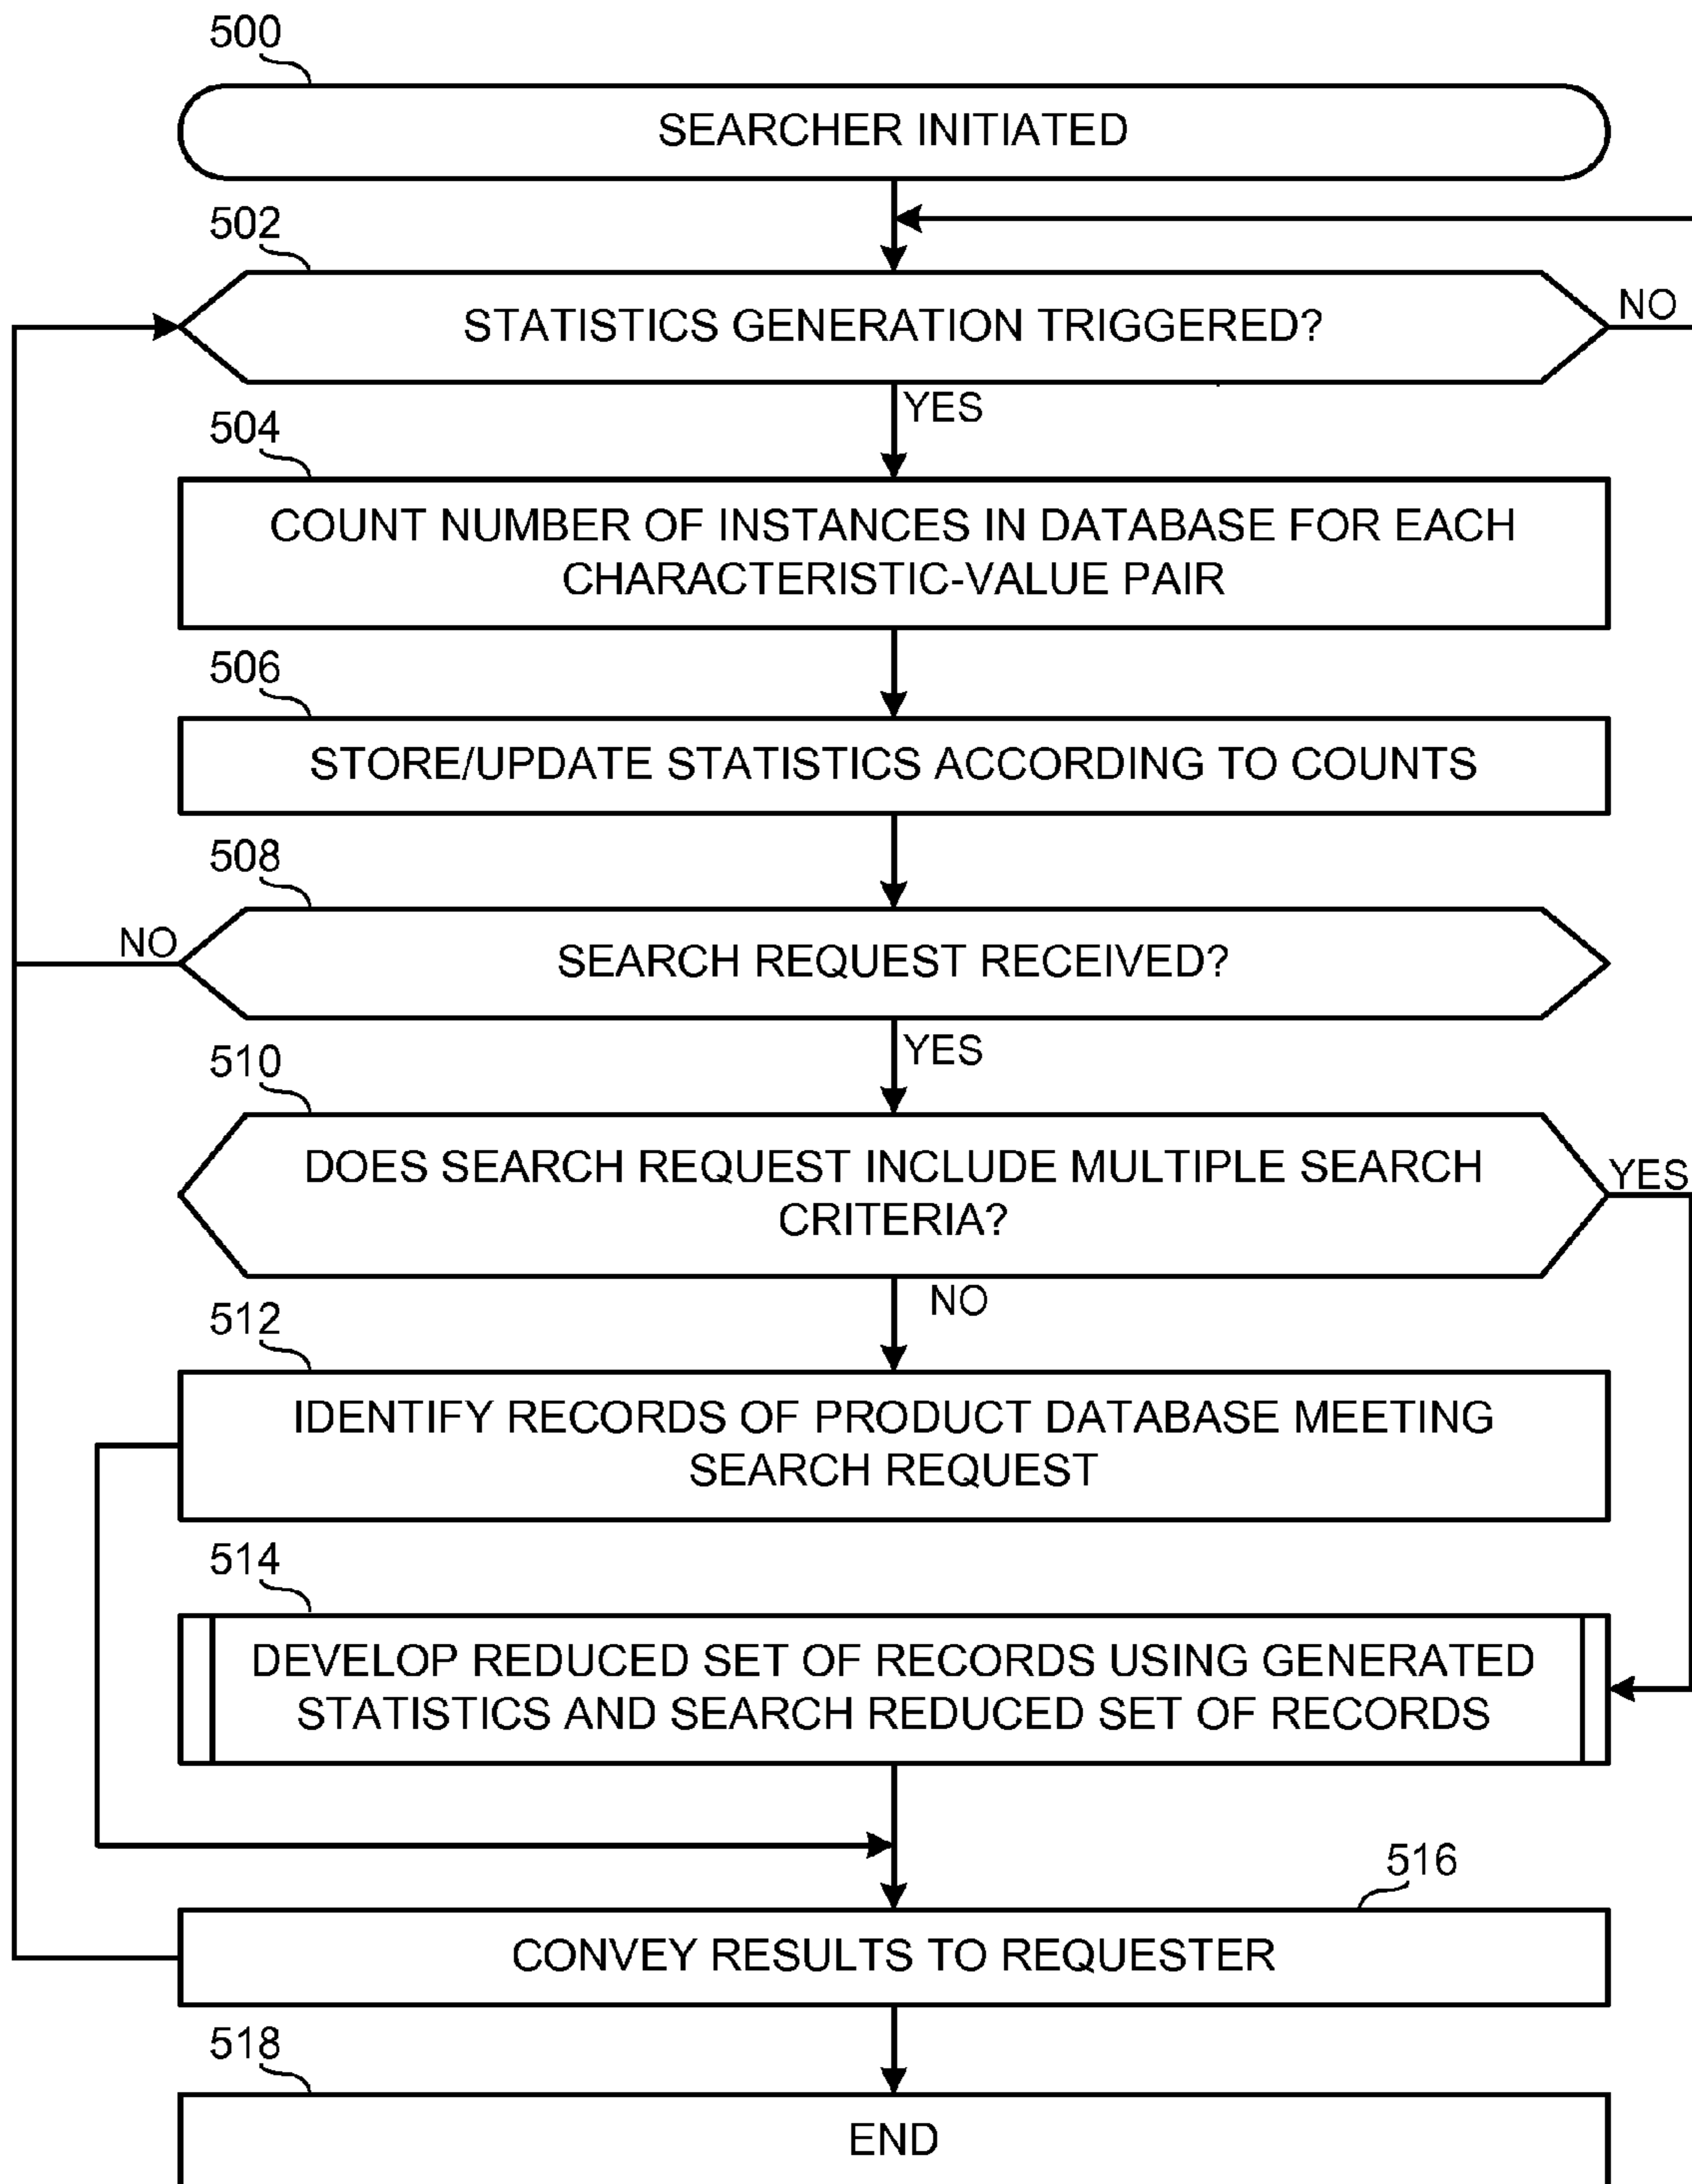 500
SEARCHER INITIATED
502
STATISTICS GENERATION TRIGGERED?
NO
YES
504
COUNT NUMBER OF INSTANCES IN DATABASE FOR EACH
CHARACTERISTIC-VALUE PAIR
506
STORE/UPDATE STATISTICS ACCORDING TO COUNTS
508
NO
SEARCH REQUEST RECEIVED?
YES
510
DOES SEARCH REQUEST INCLUDE MULTIPLE SEARCH
CRITERIA?
YES
NO
512
IDENTIFY RECORDS OF PRODUCT DATABASE MEETING
SEARCH REQUEST
514
DEVELOP REDUCED SET OF RECORDS USING GENERATED
STATISTICS AND SEARCH REDUCED SET OF RECORDS
516
CONVEY RESULTS TO REQUESTER
518
END